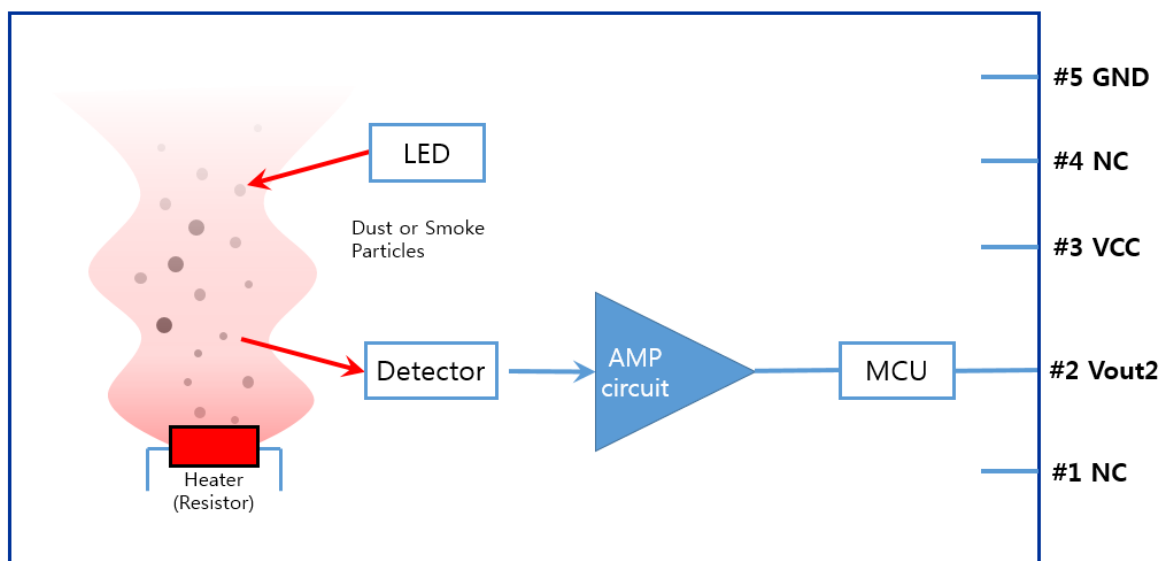 #5 GND
LED
#4 NC
Dust or Smoke
Particles
#3 VCC
AMP
circuit
Detector
MCU
#2 Vout2
Heater
(Resistor)
#1 NC